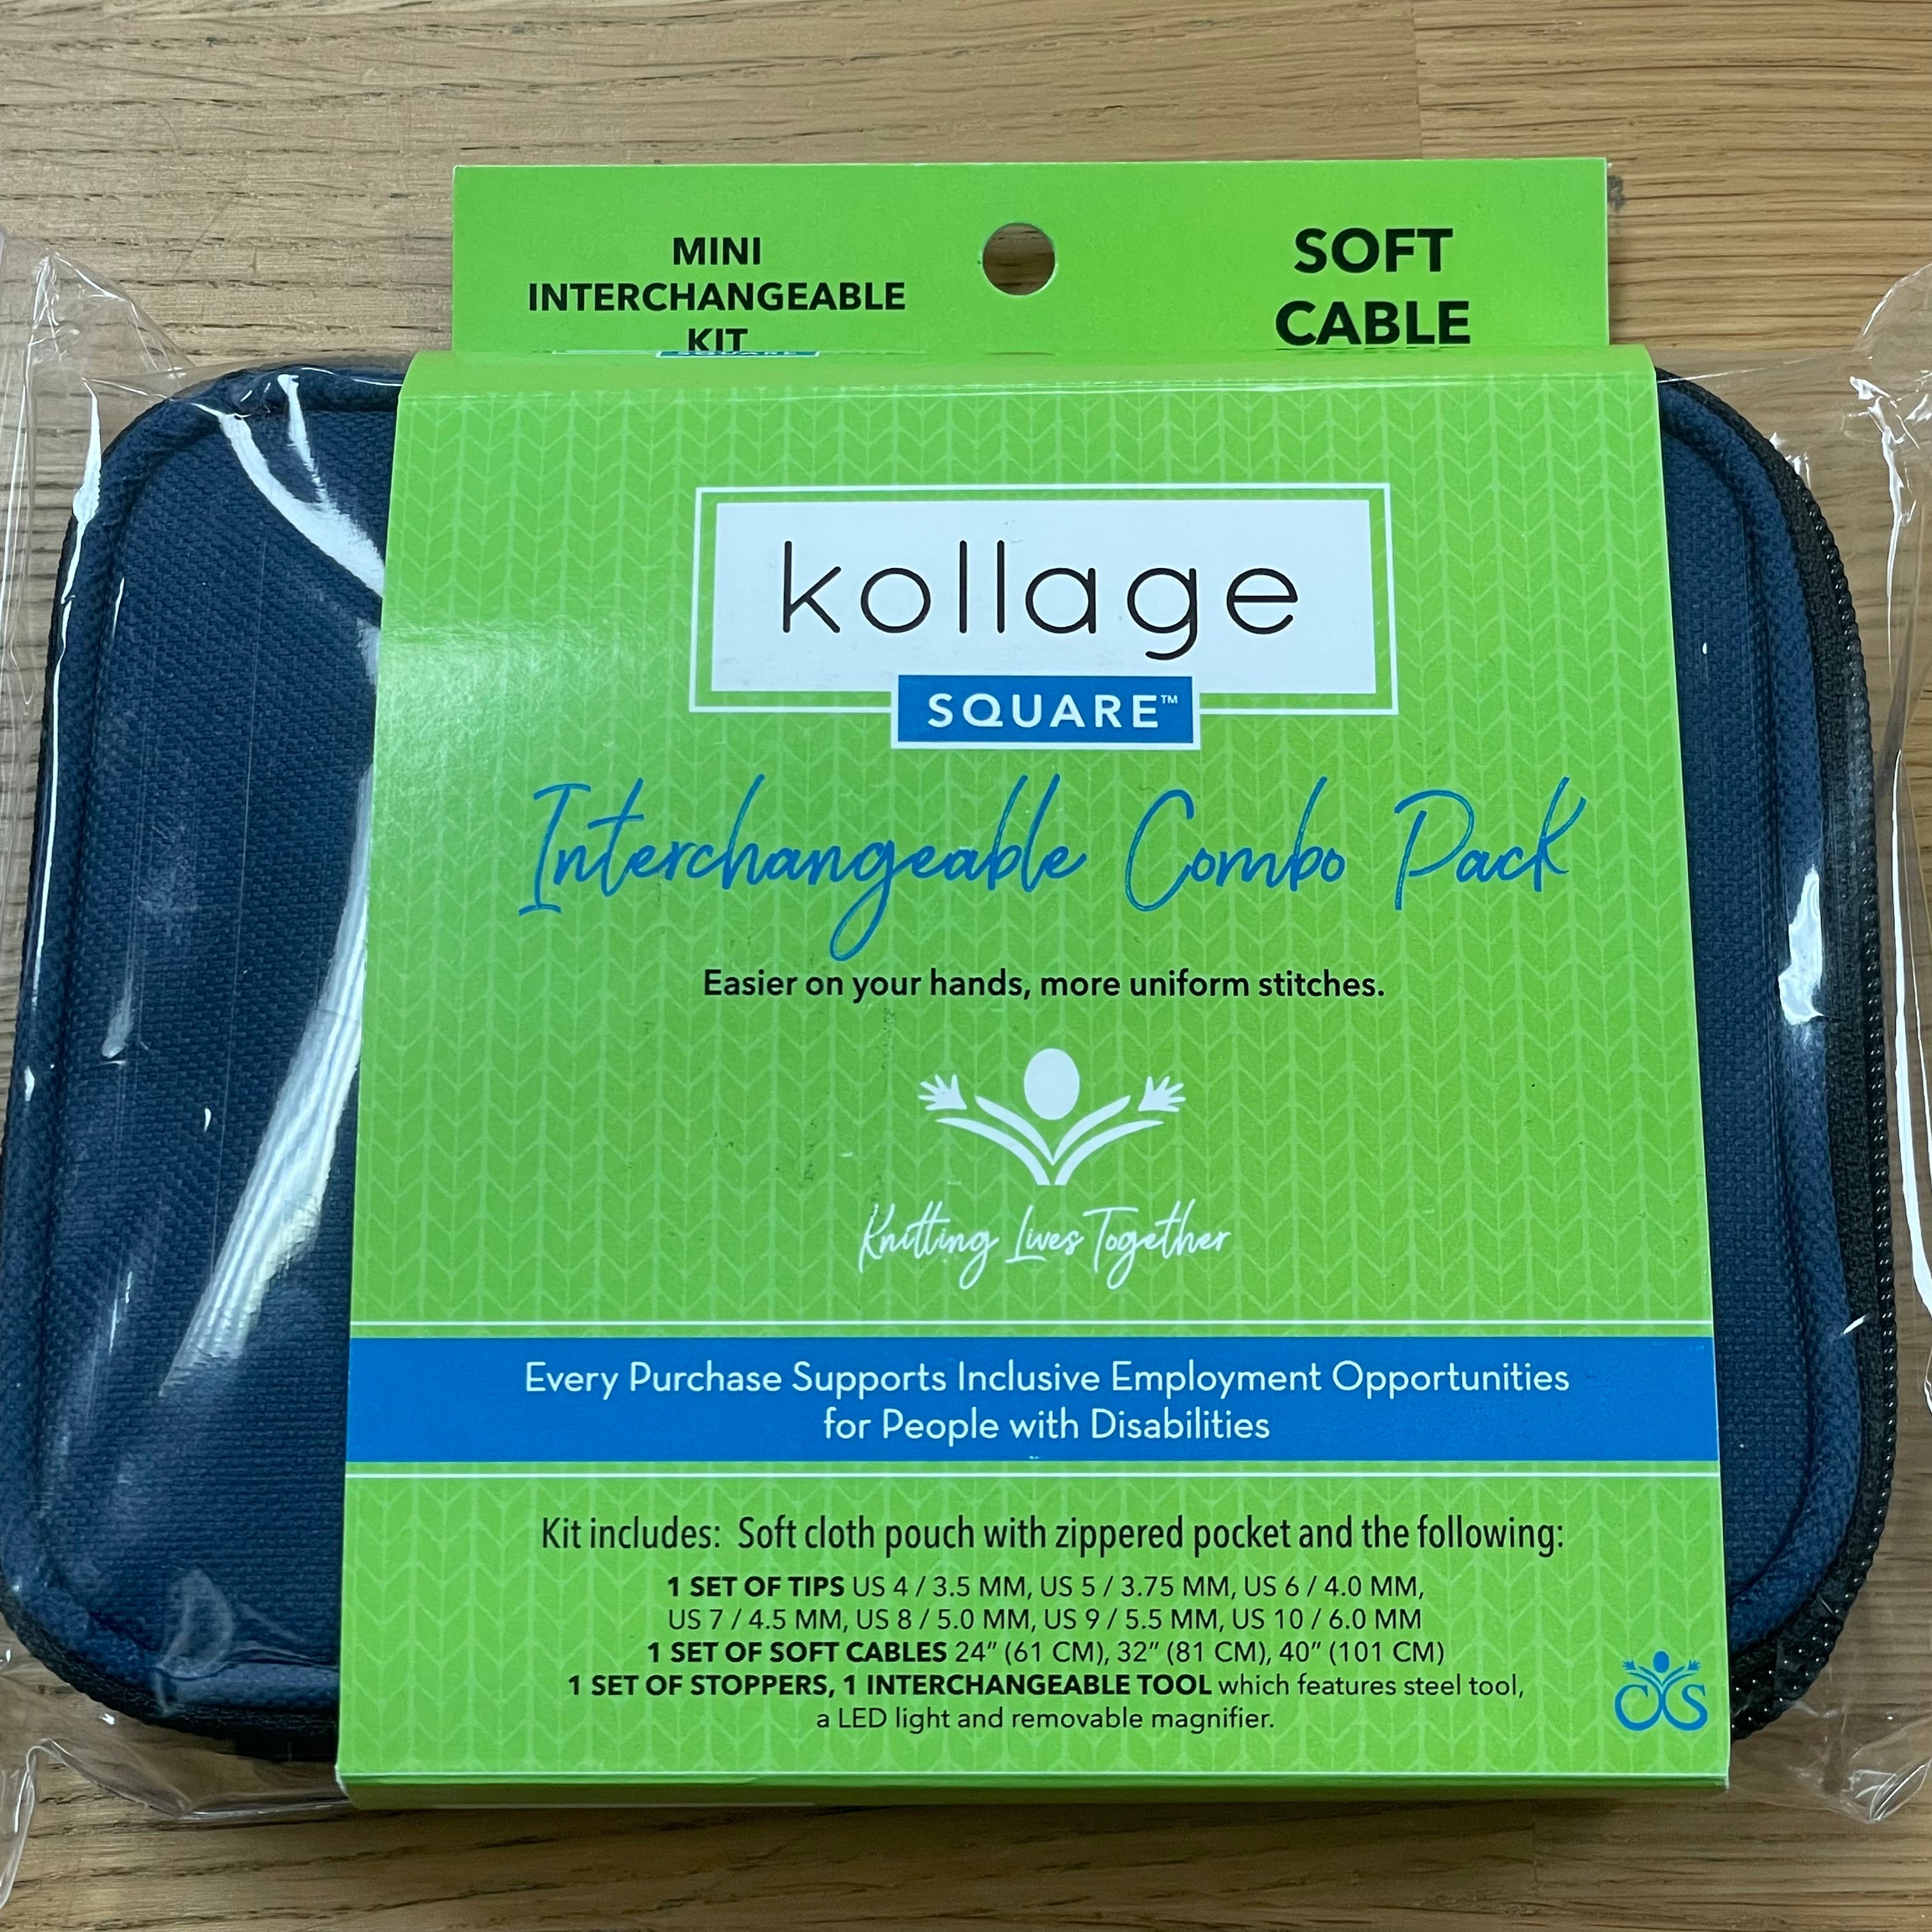 MINI
INTERCHANGEABLE
KIT
SOFT
CABLE
SQUARE
kollage
SQUARE™
Interchangeable Combo Pack
Easier on your hands, more uniform stitches.
Knitting Lives Together
Every Purchase Supports Inclusive Employment Opportunities
for People with Disabilities
Kit includes: Soft cloth pouch with zippered pocket and the following:
1 SET OF TIPS US 4 / 3.5 MM, US 5 / 3.75 MM, US 6 / 4.0 MM,
US 7 / 4.5 MM, US 8 / 5.0 MM, US 9 / 5.5 MM, US 10 / 6.0 MM
1 SET OF SOFT CABLES 24” (61 CM), 32” (81 CM), 40” (101 CM)
1 SET OF STOPPERS, 1 INTERCHANGEABLE TOOL which features steel tool,
a LED light and removable magnifier.
CXS